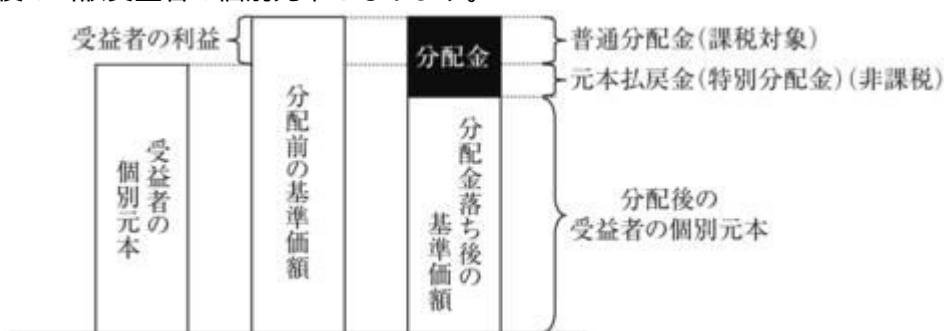 受益者の利益
分配金
普通分配金(課税対象)
元本払戻金(特別分配金)(非課税)
受益者の
個別元本
分配前の基準価額
分配金落ち後の
基準価額
分配後の
受益者の個別元本